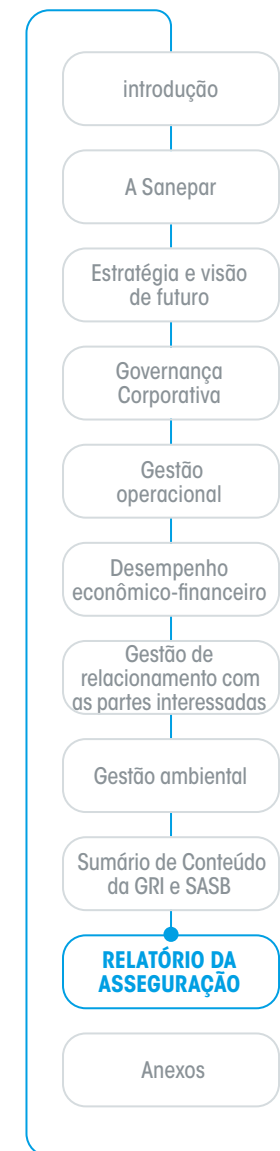 introdução
A Sanepar
Estratégia e visão
de futuro
Governança
Corporativa
Gestão
operacional
Desempenho
econômico-financeiro
Gestão de
relacionamento com
as partes interessadas
Gestão ambiental
Sumário de Conteúdo
da GRI e SASB
RELATÓRIO DA
ASSEGURAÇÃO
Anexos